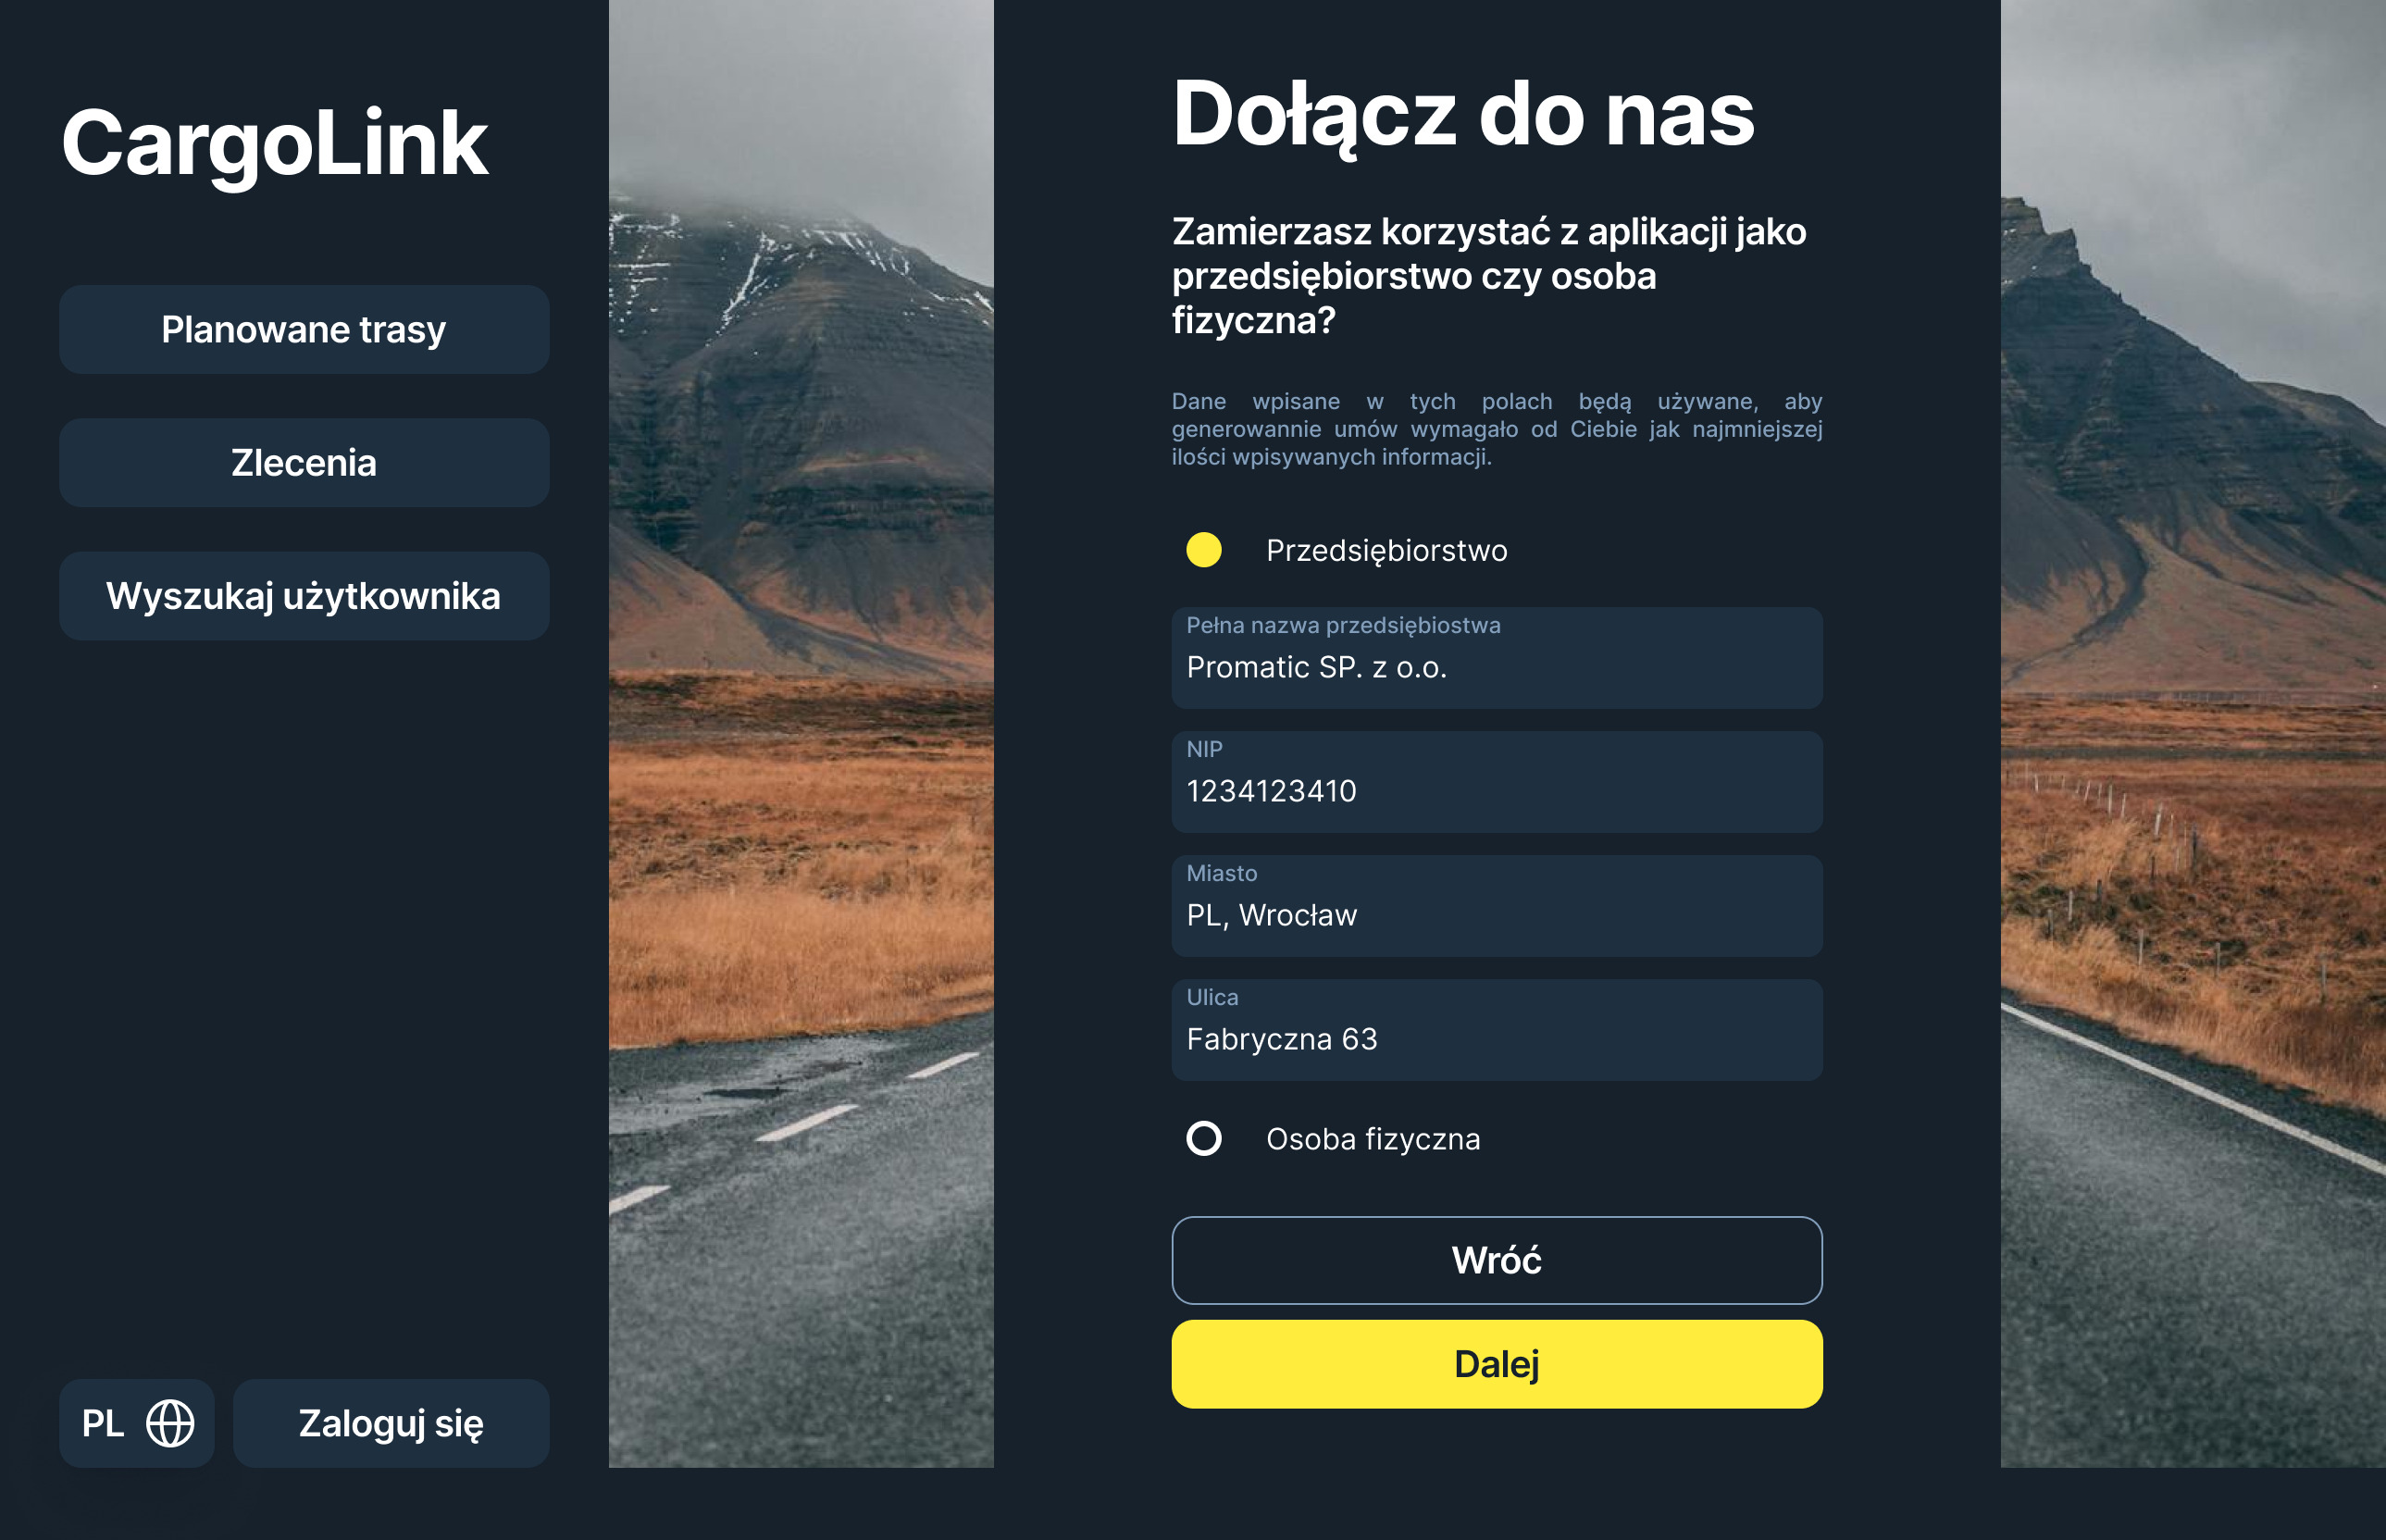 CargoLink
Planowane trasy
Zlecenia
Wyszukaj użytkownika
PL
Zaloguj się
Dołącz do nas
Zamierzasz korzystać z aplikacji jako
przedsiębiorstwo czy osoba
fizyczna?
Dane wpisane w tych polach będą używane, aby
generowannie umów wymagało od Ciebie jak najmniejszej
ilości wpisywanych informacji.
Przedsiębiorstwo
Pełna nazwa przedsiębiostwa
Promatic SP. z o.o.
NIP
1234123410
Miasto
PL, Wrocław
Ulica
Fabryczna 63
Osoba fizyczna
Wróć
Dalej